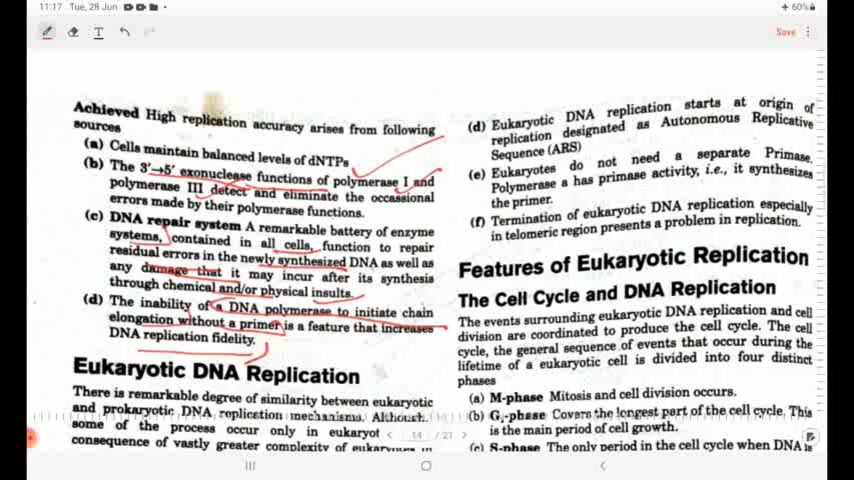 11:17 Tue, 28 Jun
60%
T
Save
Achieved High replication accuracy arises from following
sources
(a) Cells maintain balanced levels of dNTPs
(b) The 3'→5' exonuclease functions of polymerase I and
polymerase III detect and eliminate the occassional
errors made by their polymerase functions.
(c) DNA repair system A remarkable battery of enzyme
systems, contained in all cells, function to repair
residual errors in the newly synthesized DNA as well as
any damage that it may incur after its synthesis
through chemical and/or physical insults.
(d) The inability of a DNA polymerase to initiate chain
elongation without a primer is a feature that increases
DNA replication fidelity.
Eukaryotic DNA Replication
There is remarkable degree of similarity between eukaryotic
and prokaryotic DNA replication mechanisms. Although,
some of the process occur only in eukaryot
consequence of vastly greater complexity of eukaryotes in
(d) Eukaryotic DNA replication starts at origin of
replication designated as Autonomous Replicative
Sequence (ARS)
(e) Eukaryotes do not need a separate Primase.
Polymerase a has primase activity, i.e., it synthesizes
the primer.
(f) Termination of eukaryotic DNA replication especially
in telomeric region presents a problem in replication.
Features of Eukaryotic Replication
The Cell Cycle and DNA Replication
The events surrounding eukaryotic DNA replication and cell
division are coordinated to produce the cell cycle. The cell
cycle, the general sequence of events that occur during the
lifetime of a eukaryotic cell is divided into four distinct
phases
(a) M-phase Mitosis and cell division occurs.
(b) G₁-phase Covers the longest part of the cell cycle. This
is the main period of cell growth.
(c) S-phase The only period in the cell cycle when DNA is
14 / 21